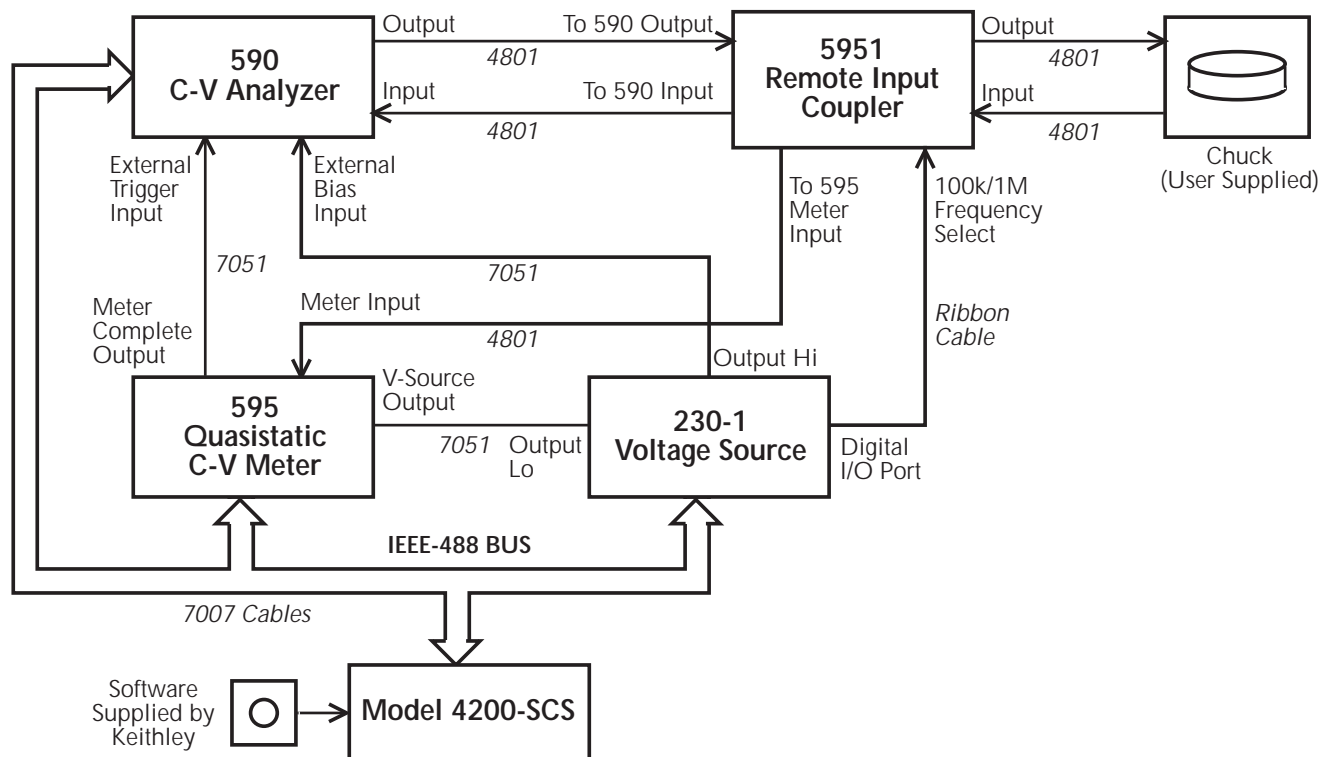 Output
To 590 Output
4801
590
C-V Analyzer
Input
To 590 Input
4801
5951
Remote Input
Coupler
Output
4801
Input
4801
Chuck
(User Supplied)
External
Trigger
Input
External
Bias
Input
To 595
Meter
Input
100k/1M
Frequency
Select
7051
7051
Meter
Complete
Output
Meter Input
4801
Ribbon
Cable
Output Hi
V-Source
Output
595
Quasistatic
C-V Meter
7051
Output
Lo
230-1
Voltage Source
Digital
I/O Port
IEEE-488 BUS
7007 Cables
Software
Supplied by
Keithley
Model 4200-SCS